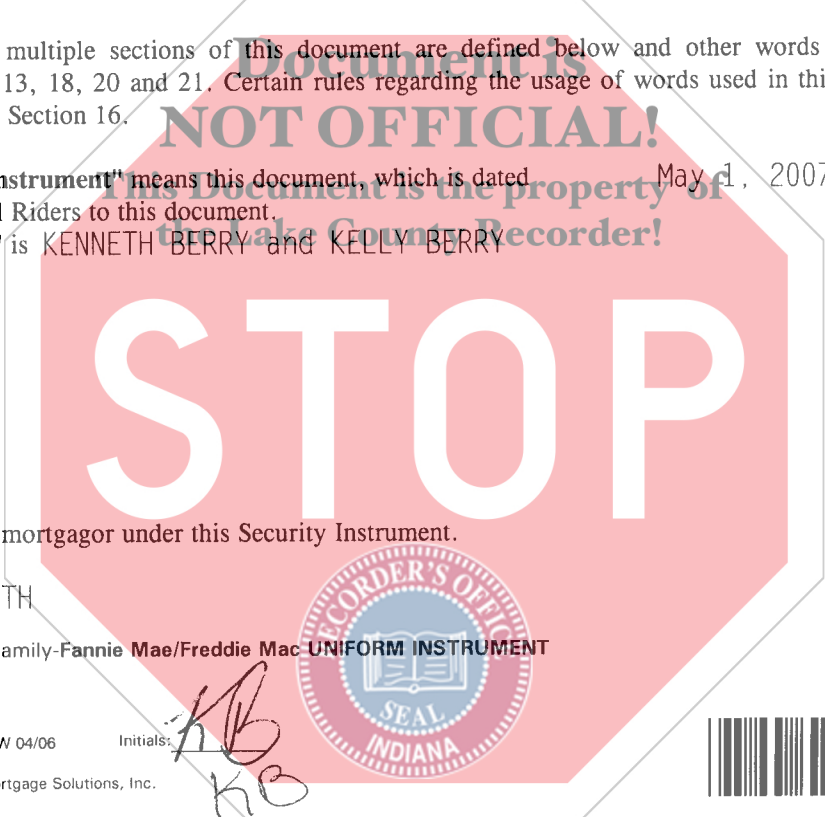 multiple sections of this document are defined below and other words
Document is
13, 18, 20 and 21. Certain rules regarding the usage of words used in thi
Section 16.
NOT OFFICIAL!
nstrument" means this document, which is dated May 1, 2007
This Document is the property of
l Riders to this document.
the Lake County Recorder!
" is KENNETH BERRY and KELLY BERRY
STOP
mortgagor under this Security Instrument.
TH
amily-Fannie Mae/Freddie Mac UNIFORM INSTRUMENT
RECORDER'S OFFICE
SEAL
INDIANA
W 04/06 Initials: KB
KB
rtgage Solutions, Inc.